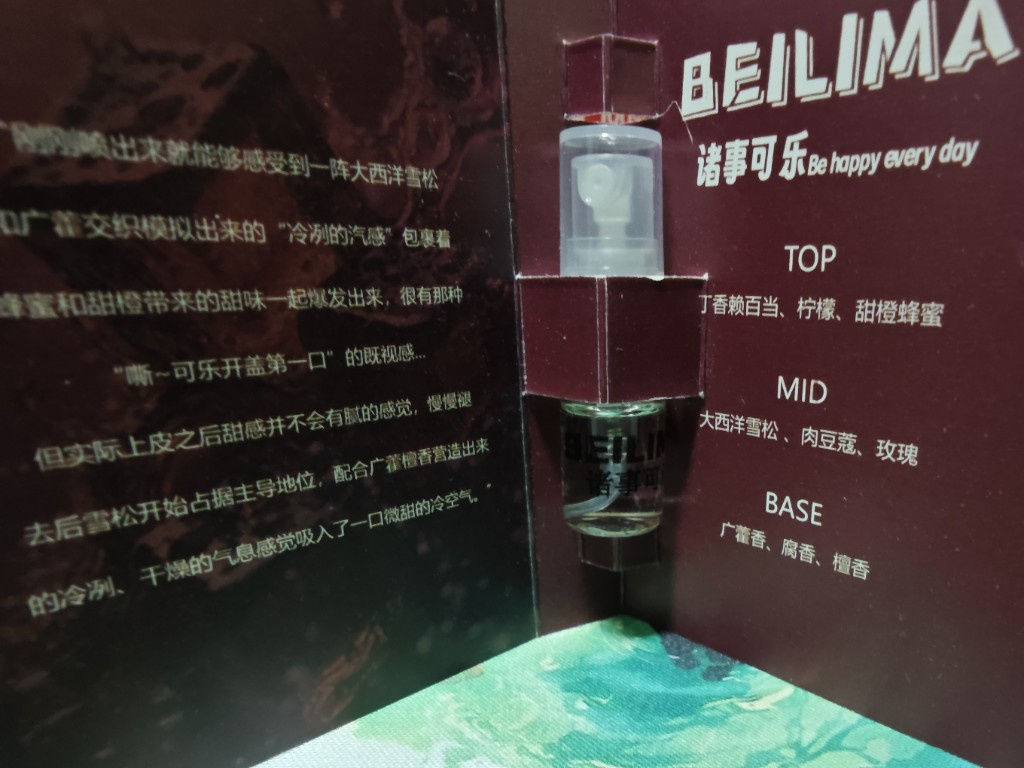 “刚刚喷出来就能够感受到一阵大西洋雪松
和广藿交织模拟出来的“冷冽的汽感”包裹着
蜂蜜和甜橙带来的甜味一起爆发出来，很有那种
“嘶~可乐开盖第一口”的既视感...
但实际上皮之后甜感并不会有腻的感觉，慢慢褪
去后雪松开始占据主导地位，配合广藿檀香营造出来
的冷冽、干燥的气息感觉吸入了一口微甜的冷空气。”
BEILIMA
诸事可乐 Be happy every day
TOP
丁香赖百当、柠檬、甜橙蜂蜜
MID
大西洋雪松、肉豆蔻、玫瑰
BASE
广藿香、腐香、檀香
BEILIM
诸事可